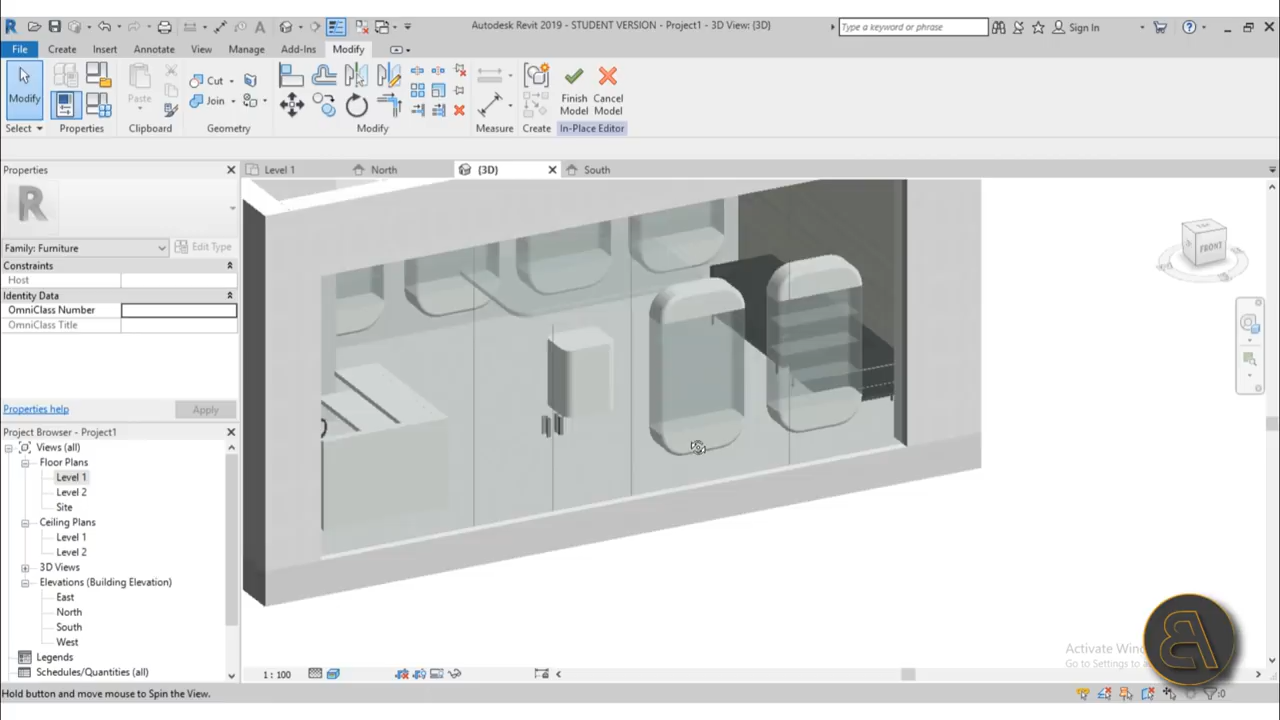 Autodesk Revit 2019 - STUDENT VERSION - Project1 - 3D View: {3D}
Type a keyword or phrase
Sign In
File Create Insert Annotate View Manage Add-Ins Modify
Modify
Paste
Cut
Join
Finish Model
Cancel Model
Select Properties Clipboard Geometry Modify Measure Create In-Place Editor
Properties
Level 1
North
{3D}
South
Family: Furniture
Edit Type
Constraints
Host
Identity Data
OmniClass Number
OmniClass Title
Properties help
Apply
Project Browser - Project1
Views (all)
Floor Plans
Level 1
Level 2
Site
Ceiling Plans
Level 1
Level 2
3D Views
Elevations (Building Elevation)
East
North
South
West
Legends
Schedules/Quantities (all)
FRONT
1 : 100
Hold button and move mouse to Spin the View.
:0